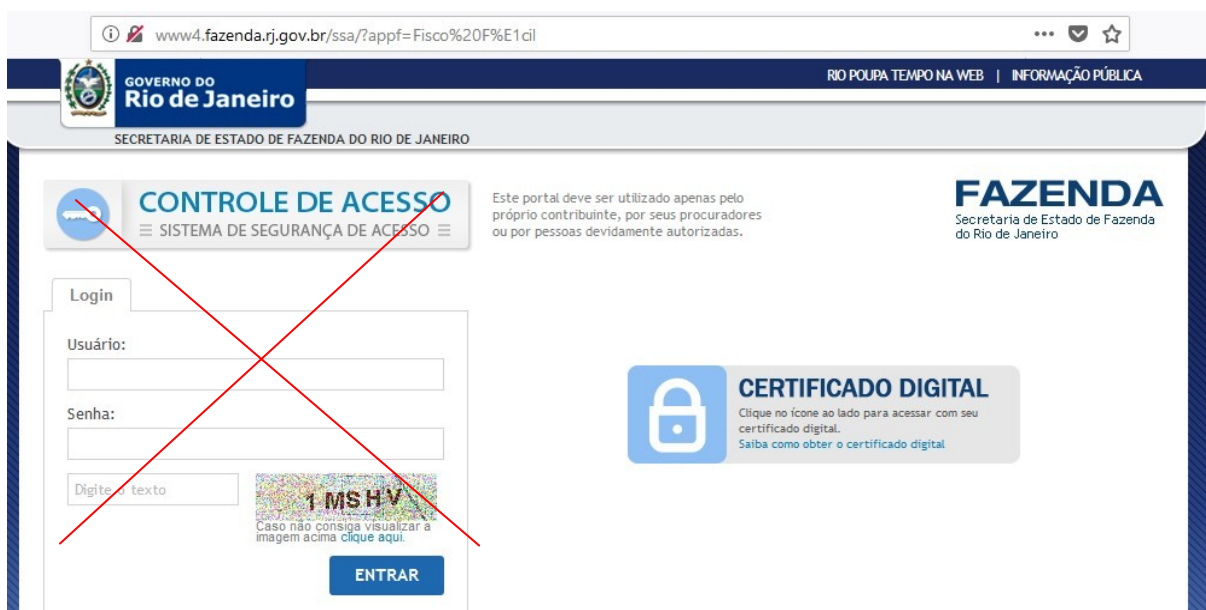 www4.fazenda.rj.gov.br/ssa/?appf=Fisco%20F%E1cil
GOVERNO DO
Rio de Janeiro
RIO POUPA TEMPO NA WEB | INFORMAÇÃO PÚBLICA
SECRETARIA DE ESTADO DE FAZENDA DO RIO DE JANEIRO
CONTROLE DE ACESSO
SISTEMA DE SEGURANÇA DE ACESSO
Este portal deve ser utilizado apenas pelo
próprio contribuinte, por seus procuradores
ou por pessoas devidamente autorizadas.
FAZENDA
Secretaria de Estado de Fazenda
do Rio de Janeiro
Login
Usuário:
Senha:
Digite o texto
1 MS H V
Caso não consiga visualizar a
imagem acima clique aqui.
ENTRAR
CERTIFICADO DIGITAL
Clique no ícone ao lado para acessar com seu
certificado digital.
Saiba como obter o certificado digital